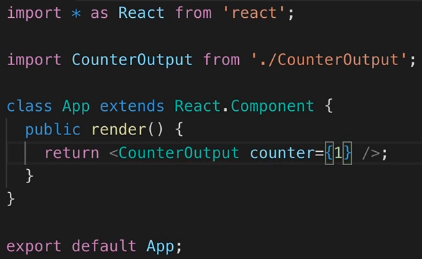 import * as React from 'react';
import CounterOutput from './CounterOutput';
class App extends React.Component {
public render() {
return <CounterOutput counter={1} />;
}
}
export default App;